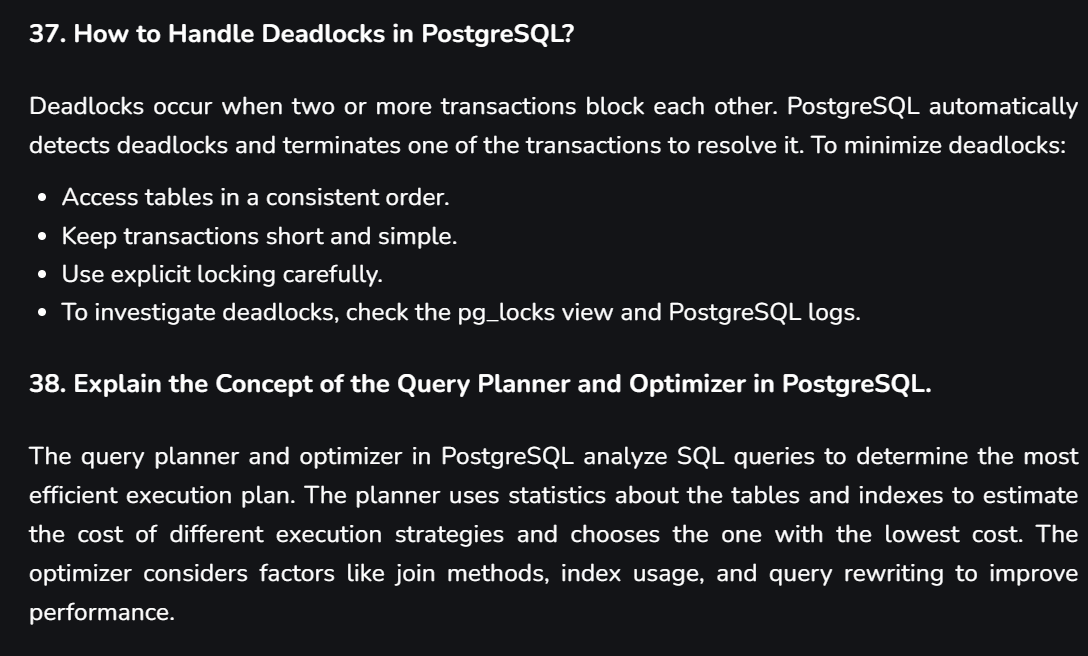 37. How to Handle Deadlocks in PostgreSQL?
Deadlocks occur when two or more transactions block each other. PostgreSQL automatically
detects deadlocks and terminates one of the transactions to resolve it. To minimize deadlocks:
• Access tables in a consistent order.
• Keep transactions short and simple.
• Use explicit locking carefully.
• To investigate deadlocks, check the pg_locks view and PostgreSQL logs.
38. Explain the Concept of the Query Planner and Optimizer in PostgreSQL.
The query planner and optimizer in PostgreSQL analyze SQL queries to determine the most
efficient execution plan. The planner uses statistics about the tables and indexes to estimate
the cost of different execution strategies and chooses the one with the lowest cost. The
optimizer considers factors like join methods, index usage, and query rewriting to improve
performance.